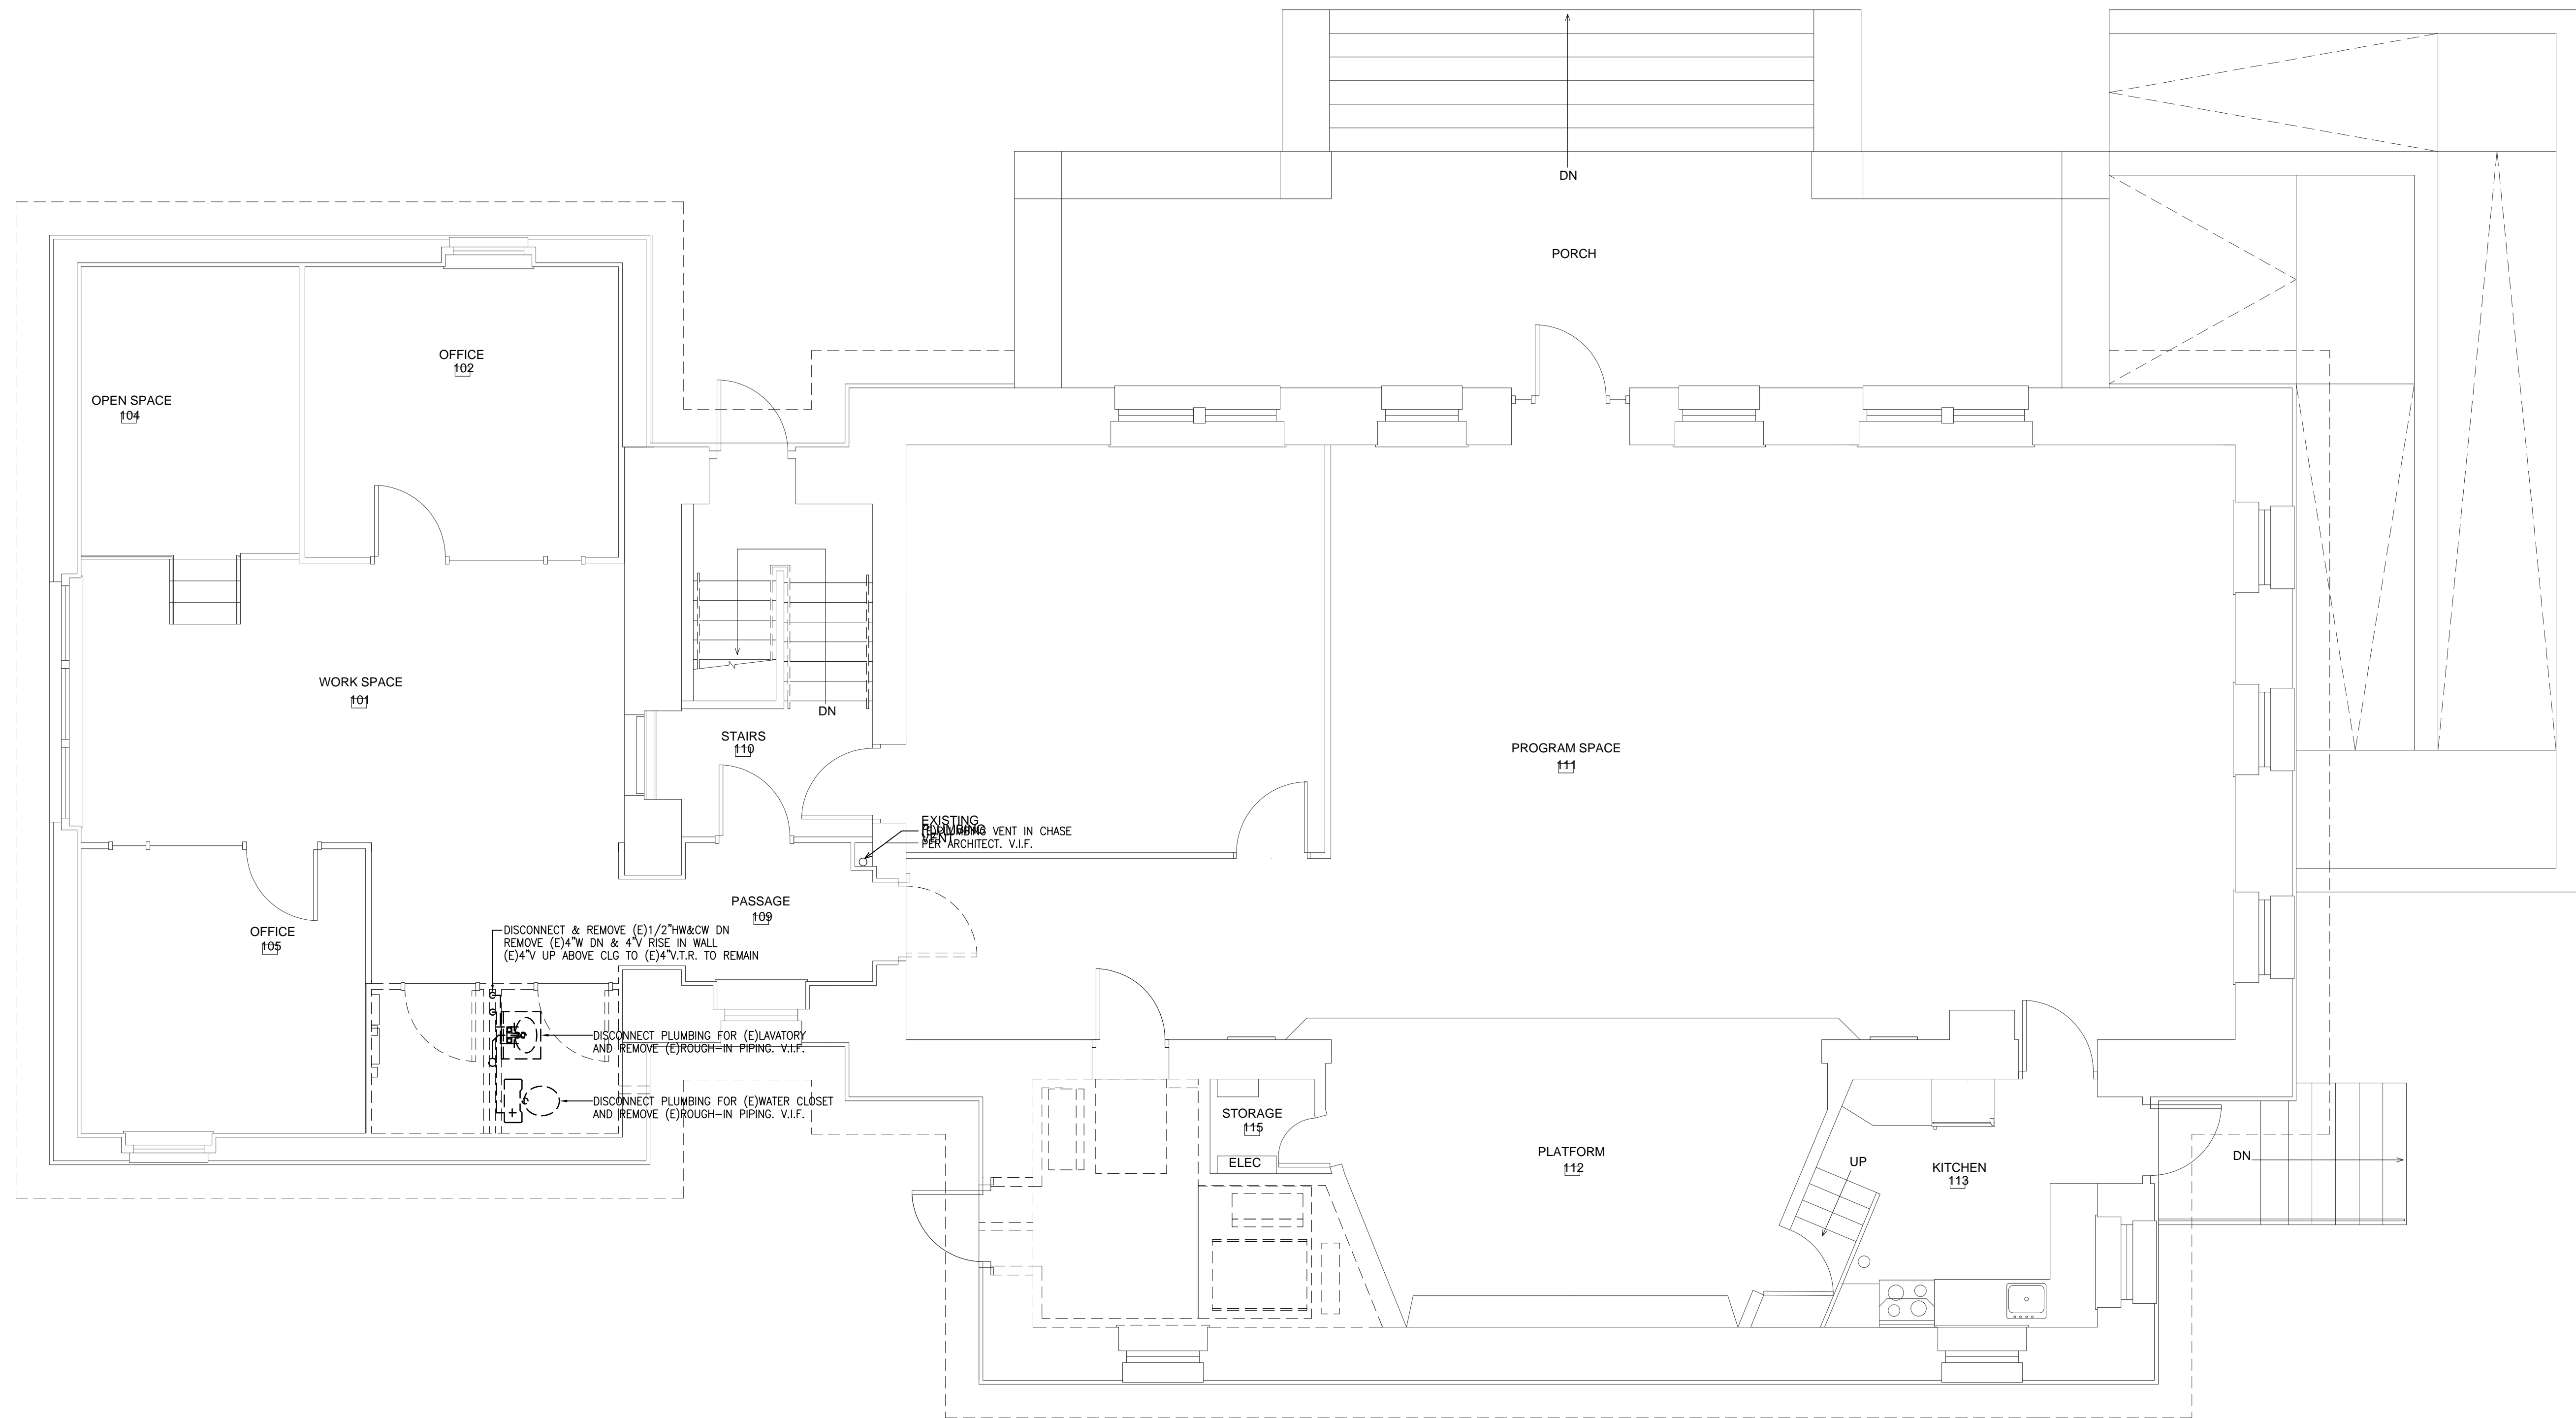 DN
PORCH
OFFICE
102
OPEN SPACE
104
WORK SPACE
101
DN
STAIRS
110
PROGRAM SPACE
111
EXISTING
PLUMBING
VENT
(E)PLUMBING VENT IN CHASE
PER ARCHITECT. V.I.F.
PASSAGE
109
OFFICE
105
DISCONNECT & REMOVE (E)1/2"HW&CW DN
REMOVE (E)4"W DN & 4"V RISE IN WALL
(E)4"V UP ABOVE CLG TO (E)4"V.T.R. TO REMAIN
DISCONNECT PLUMBING FOR (E)LAVATORY
AND REMOVE (E)ROUGH-IN PIPING. V.I.F.
DISCONNECT PLUMBING FOR (E)WATER CLOSET
AND REMOVE (E)ROUGH-IN PIPING. V.I.F.
STORAGE
115
ELEC
PLATFORM
112
UP
KITCHEN
113
DN